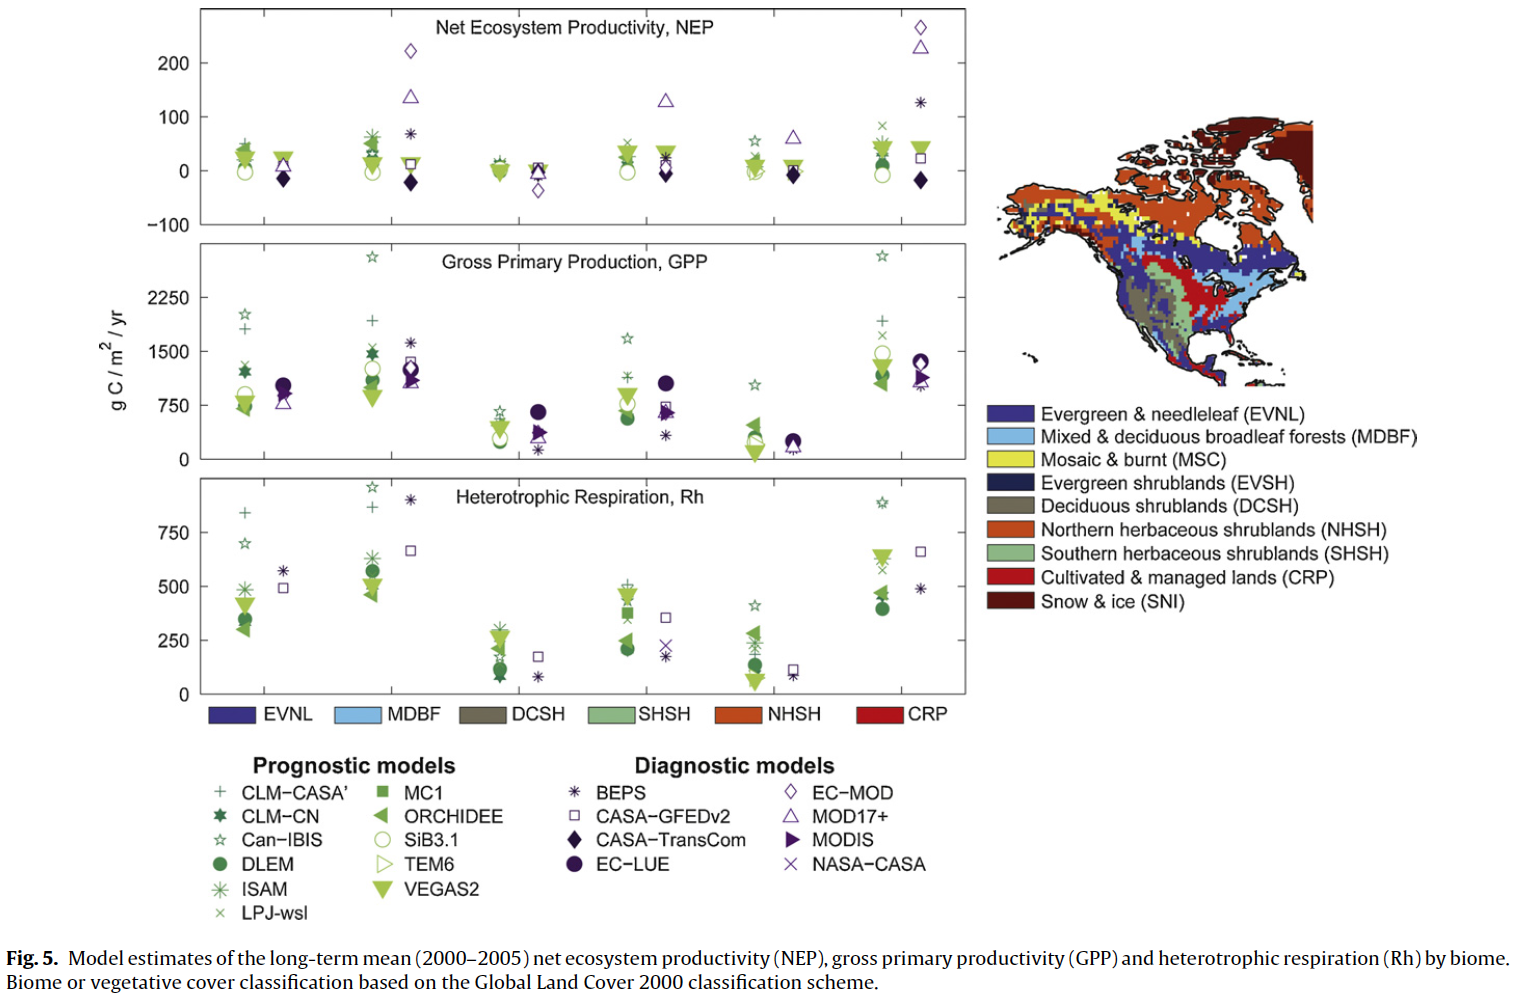 Net Ecosystem Productivity, NEP
200
100
0
−100
Gross Primary Production, GPP
2250
1500
750
0
g C / m² / yr
Heterotrophic Respiration, Rh
750
500
250
0
EVNL MDBF DCSH SHSH NHSH CRP
Evergreen & needleleaf (EVNL)
Mixed & deciduous broadleaf forests (MDBF)
Mosaic & burnt (MSC)
Evergreen shrublands (EVSH)
Deciduous shrublands (DCSH)
Northern herbaceous shrublands (NHSH)
Southern herbaceous shrublands (SHSH)
Cultivated & managed lands (CRP)
Snow & ice (SNI)
Prognostic models
CLM−CASA'
CLM−CN
Can−IBIS
DLEM
ISAM
LPJ-wsl
MC1
ORCHIDEE
SiB3.1
TEM6
VEGAS2
Diagnostic models
BEPS
CASA−GFEDv2
CASA−TransCom
EC−LUE
EC−MOD
MOD17+
MODIS
NASA−CASA
Fig. 5. Model estimates of the long-term mean (2000–2005) net ecosystem productivity (NEP), gross primary productivity (GPP) and heterotrophic respiration (Rh) by biome.
Biome or vegetative cover classification based on the Global Land Cover 2000 classification scheme.